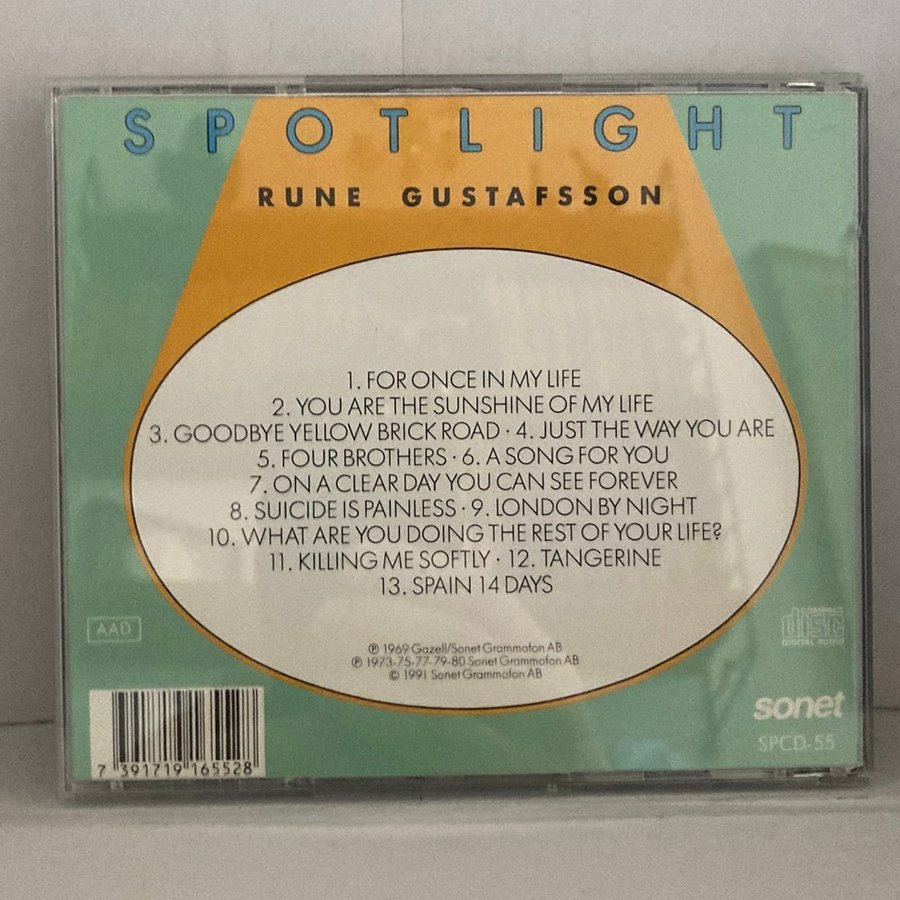 SPOTLIGHT
RUNE GUSTAFSSON
1. FOR ONCE IN MY LIFE
2. YOU ARE THE SUNSHINE OF MY LIFE
3. GOODBYE YELLOW BRICK ROAD · 4. JUST THE WAY YOU ARE
5. FOUR BROTHERS · 6. A SONG FOR YOU
7. ON A CLEAR DAY YOU CAN SEE FOREVER
8. SUICIDE IS PAINLESS · 9. LONDON BY NIGHT
10. WHAT ARE YOU DOING THE REST OF YOUR LIFE?
11. KILLING ME SOFTLY · 12. TANGERINE
13. SPAIN 14 DAYS
AAD
COMPACT
disc
DIGITAL AUDIO
℗ 1969 Gazell/Sonet Grammofon AB
℗ 1973-75-77-79-80 Sonet Grammofon AB
© 1991 Sonet Grammofon AB
sonet
SPCD-55
7 391719 165528